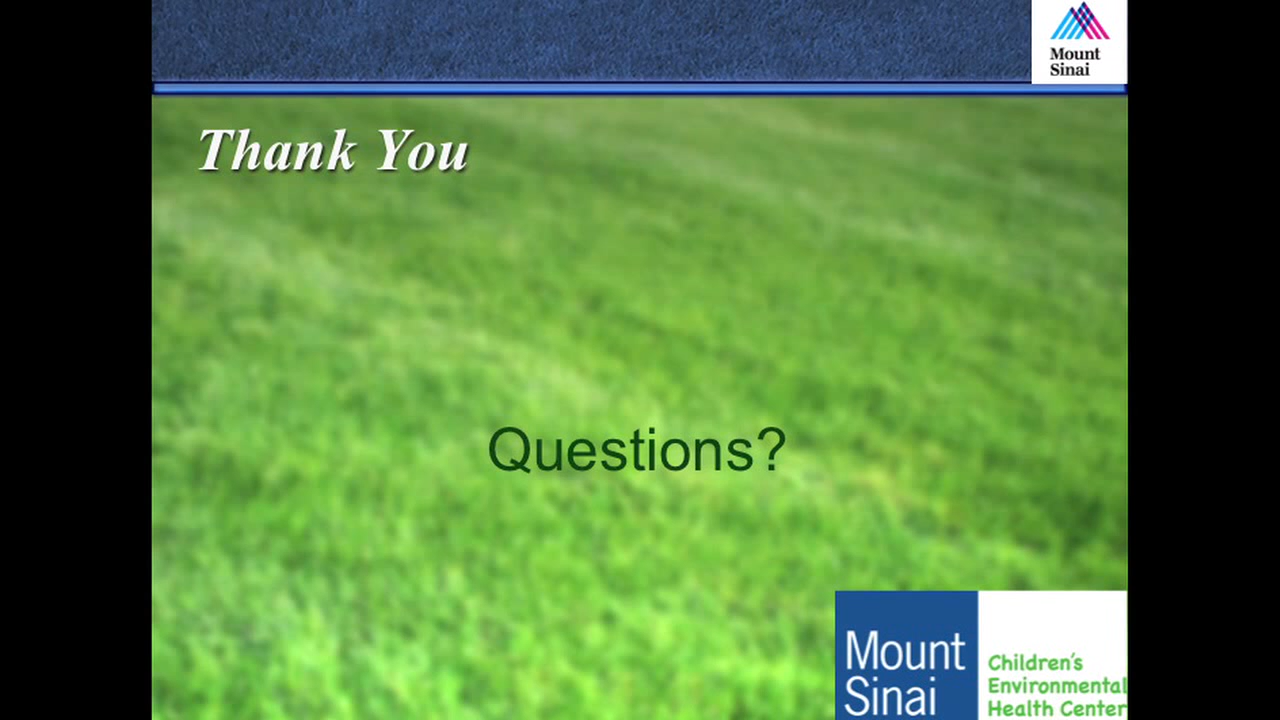 Mount
Sinai
Thank You
Questions?
Mount
Sinai
Children's
Environmental
Health Center